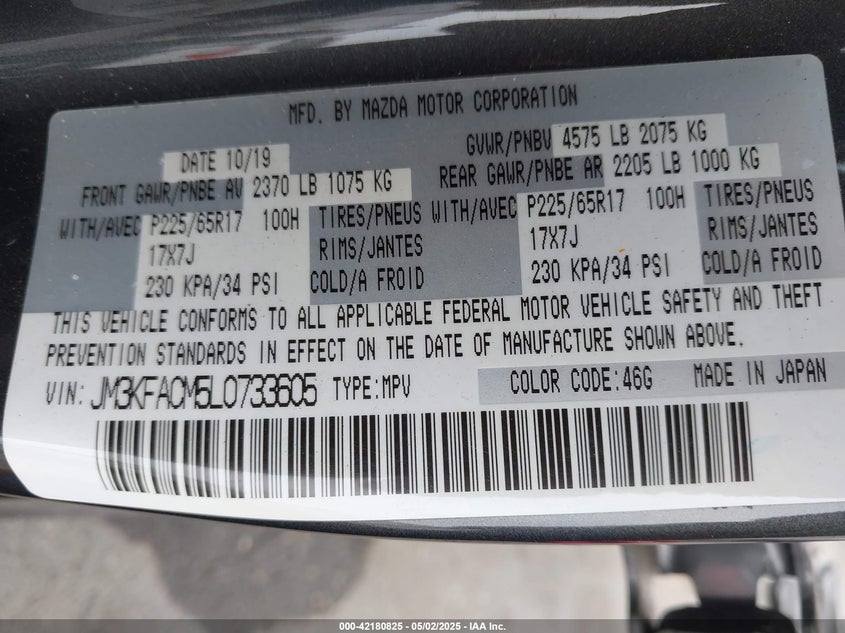 MFD. BY MAZDA MOTOR CORPORATION
DATE 10/19 GVWR/PNBV 4575 LB 2075 KG
FRONT GAWR/PNBE AV 2370 LB 1075 KG REAR GAWR/PNBE AR 2205 LB 1000 KG
WITH/AVEC P225/65R17 100H TIRES/PNEUS WITH/AVEC P225/65R17 100H TIRES/PNEUS
17X7J RIMS/JANTES 17X7J RIMS/JANTES
230 KPA/34 PSI COLD/A FROID 230 KPA/34 PSI COLD/A FROID
THIS VEHICLE CONFORMS TO ALL APPLICABLE FEDERAL MOTOR VEHICLE SAFETY AND THEFT
PREVENTION STANDARDS IN EFFECT ON THE DATE OF MANUFACTURE SHOWN ABOVE.
VIN: JM3KFACM5L0733605 TYPE:MPV COLOR CODE:46G MADE IN JAPAN
000-42180825 - 05/02/2025 - IAA Inc.